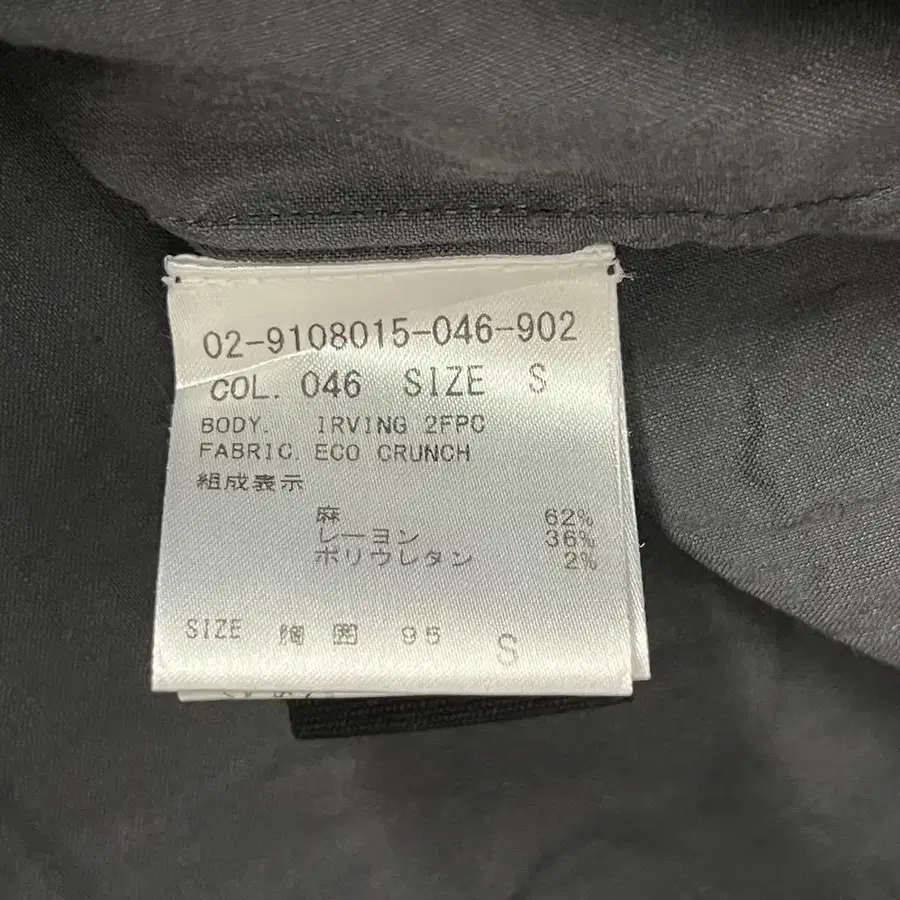 02-9108015-046-902
COL. 046 SIZE S
BODY. IRVING 2FPC
FABRIC. ECO CRUNCH
組成表示
麻 62%
レーヨン 36%
ポリウレタン 2%
SIZE 胸囲 95 S